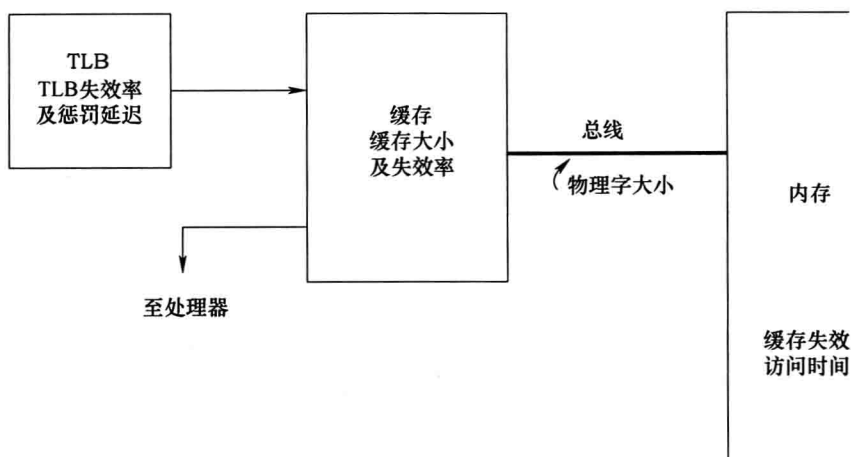 TLB
TLB失效率
及惩罚延迟
缓存
缓存大小
及失效率
总线
物理字大小
内存
至处理器
缓存失效
访问时间